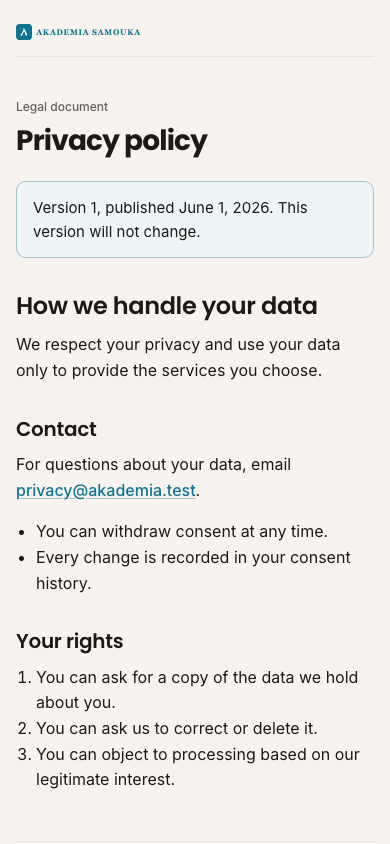 AKADEMIA SAMOUKA
Legal document
Privacy policy
Version 1, published June 1, 2026. This
version will not change.
How we handle your data
We respect your privacy and use your data
only to provide the services you choose.
Contact
For questions about your data, email
privacy@akademia.test.
• You can withdraw consent at any time.
• Every change is recorded in your consent
history.
Your rights
1. You can ask for a copy of the data we hold
about you.
2. You can ask us to correct or delete it.
3. You can object to processing based on our
legitimate interest.